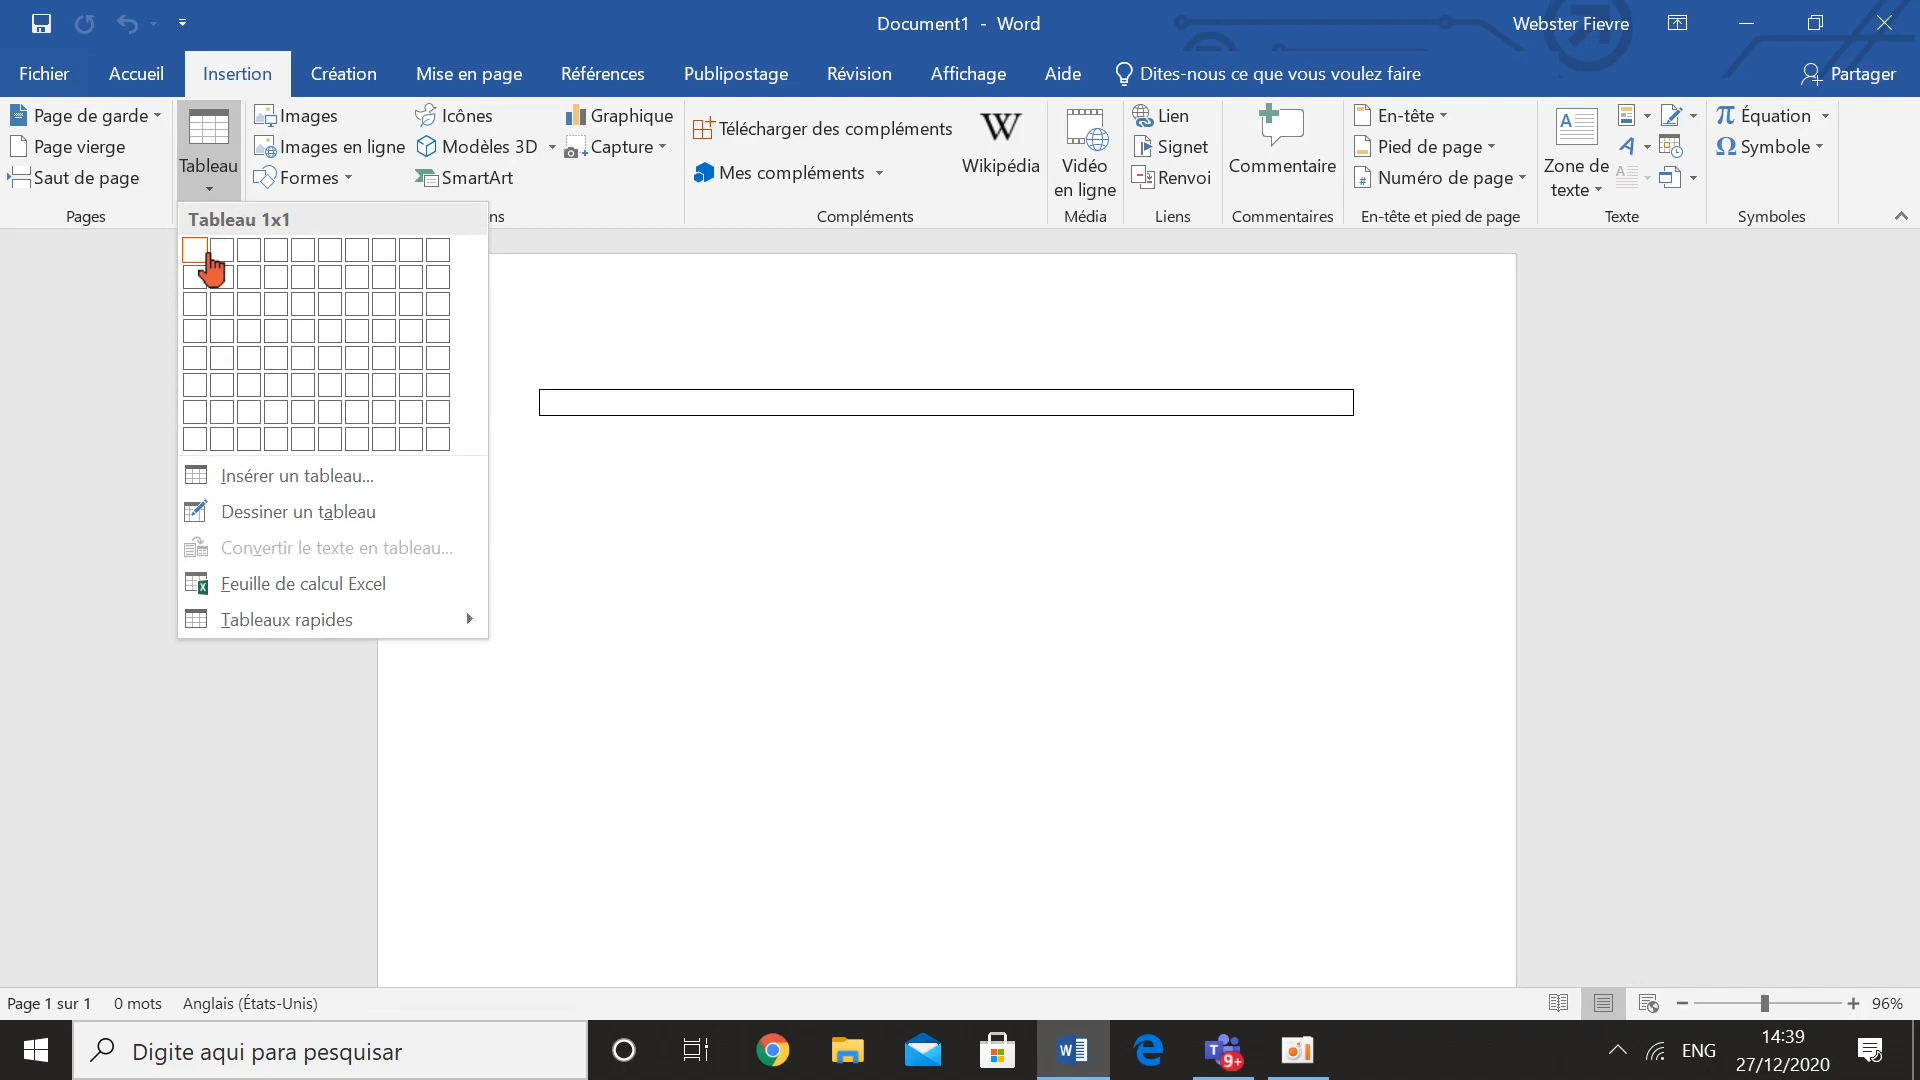 Document1 - Word
Webster Fievre
Fichier Accueil Insertion Création Mise en page Références Publipostage Révision Affichage Aide Dites-nous ce que vous voulez faire Partager
Page de garde
Page vierge
Saut de page
Pages
Tableau
Images
Images en ligne
Formes
Icônes
Modèles 3D
SmartArt
Graphique
Capture
ns
Télécharger des compléments
Mes compléments
W
Wikipédia
Compléments
Vidéo
en ligne
Média
Lien
Signet
Renvoi
Liens
Commentaire
Commentaires
En-tête
Pied de page
# Numéro de page
En-tête et pied de page
A
Zone de
texte
A
A
Texte
π Équation
Ω Symbole
Symboles
Tableau 1x1
Insérer un tableau...
Dessiner un tableau
Convertir le texte en tableau...
Feuille de calcul Excel
Tableaux rapides
Page 1 sur 1 0 mots Anglais (États-Unis)
96%
Digite aqui para pesquisar
W
T
9+
ENG
14:39
27/12/2020